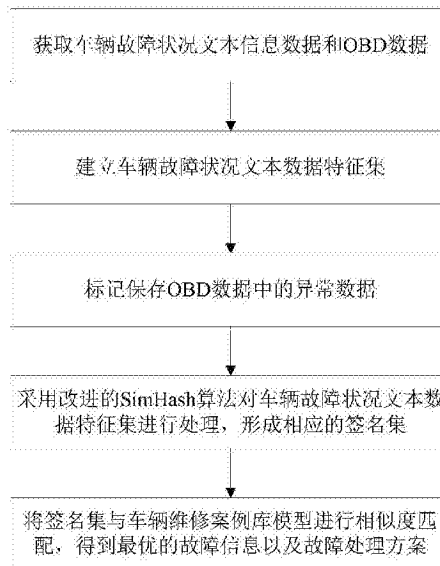 获取车辆故障状况文本信息数据和OBD数据
建立车辆故障状况文本数据特征集
标记保存OBD数据中的异常数据
采用改进的SimHash算法对车辆故障状况文本数
据特征集进行处理，形成相应的签名集
将签名集与车辆维修案例库模型进行相似度匹
配，得到最优的故障信息以及故障处理方案